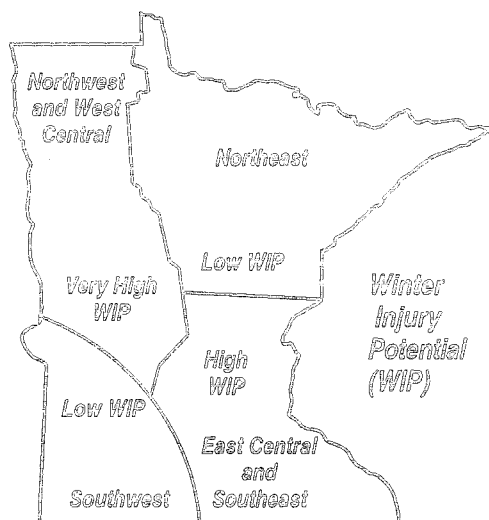 Northwest
and West
Central
Northeast
Low WIP
Very High
WIP
Winter
Injury
Potential
(WIP)
High
WIP
Low WIP
East Central
and
Southeast
Southwest